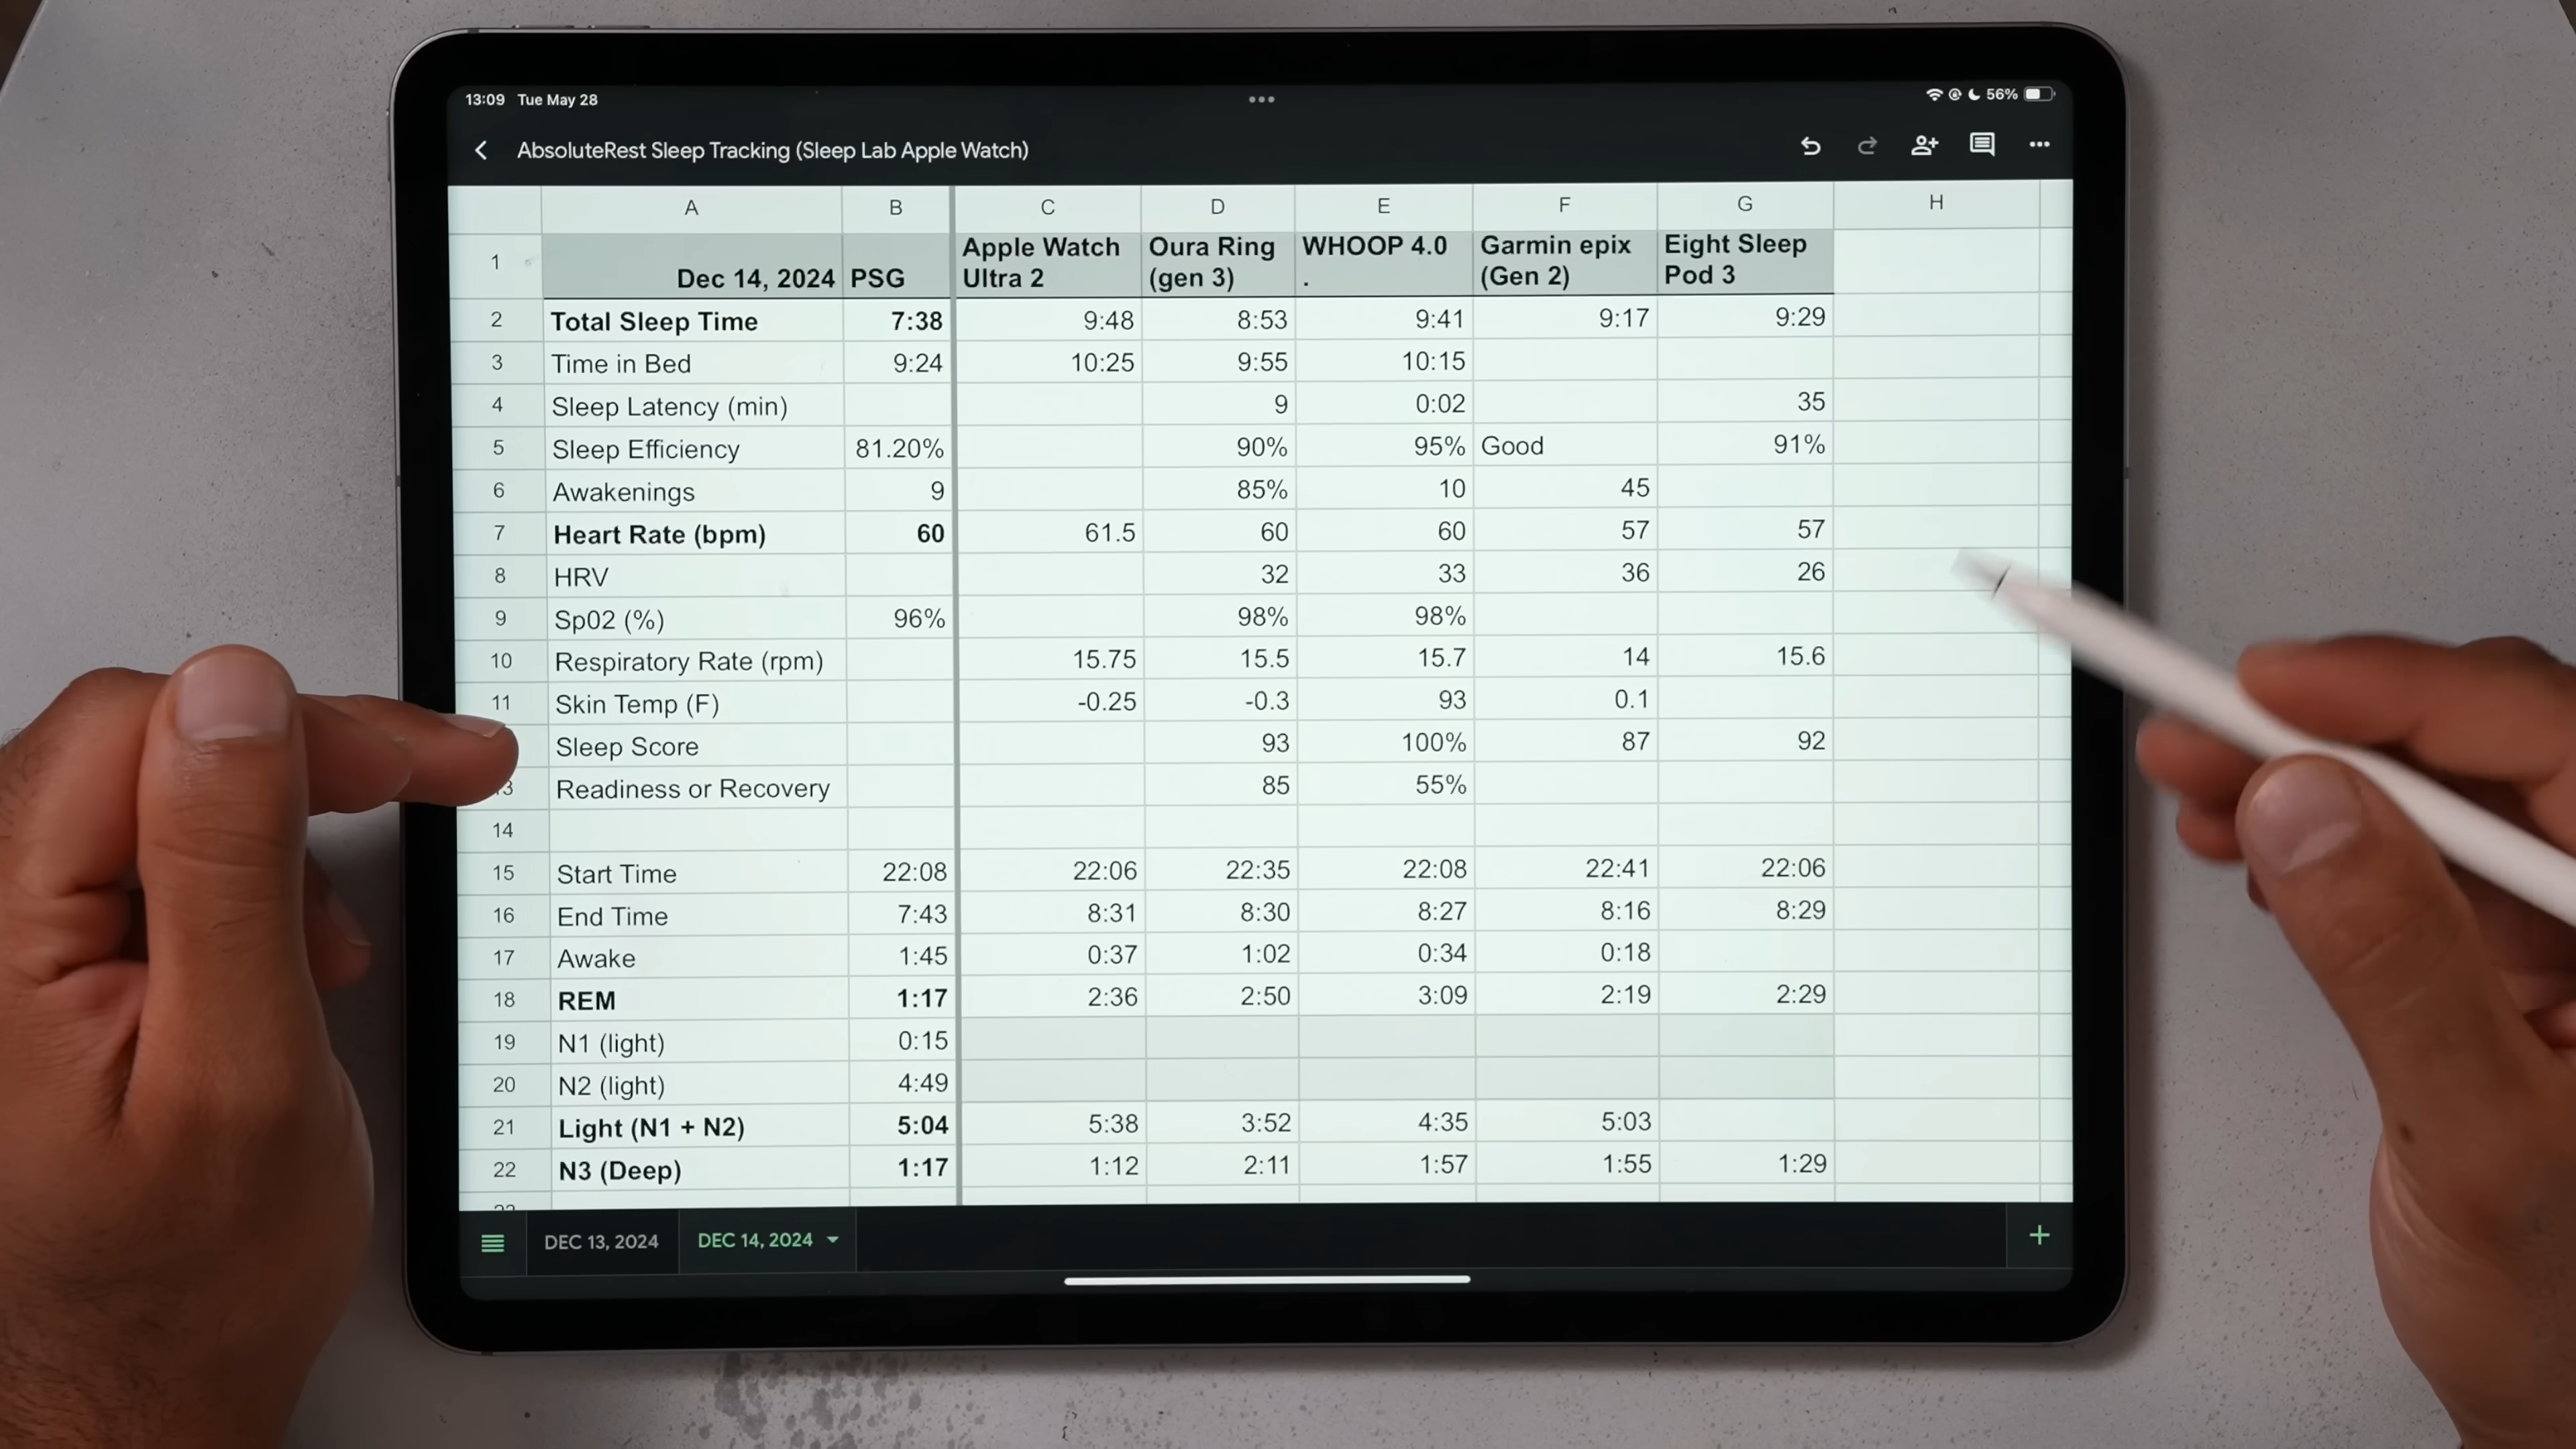 13:09 Tue May 28
56%
AbsoluteRest Sleep Tracking (Sleep Lab Apple Watch)
A B C D E F G H
1 Dec 14, 2024 PSG Apple Watch Ultra 2 Oura Ring (gen 3) WHOOP 4.0 . Garmin epix (Gen 2) Eight Sleep Pod 3
2 Total Sleep Time 7:38 9:48 8:53 9:41 9:17 9:29
3 Time in Bed 9:24 10:25 9:55 10:15
4 Sleep Latency (min) 9 0:02 35
5 Sleep Efficiency 81.20% 90% 95% Good 91%
6 Awakenings 9 85% 10 45
7 Heart Rate (bpm) 60 61.5 60 60 57 57
8 HRV 32 33 36 26
9 Sp02 (%) 96% 98% 98%
10 Respiratory Rate (rpm) 15.75 15.5 15.7 14 15.6
11 Skin Temp (F) -0.25 -0.3 93 0.1
Sleep Score 93 100% 87 92
3 Readiness or Recovery 85 55%
14
15 Start Time 22:08 22:06 22:35 22:08 22:41 22:06
16 End Time 7:43 8:31 8:30 8:27 8:16 8:29
17 Awake 1:45 0:37 1:02 0:34 0:18
18 REM 1:17 2:36 2:50 3:09 2:19 2:29
19 N1 (light) 0:15
20 N2 (light) 4:49
21 Light (N1 + N2) 5:04 5:38 3:52 4:35 5:03
22 N3 (Deep) 1:17 1:12 2:11 1:57 1:55 1:29
DEC 13, 2024 DEC 14, 2024